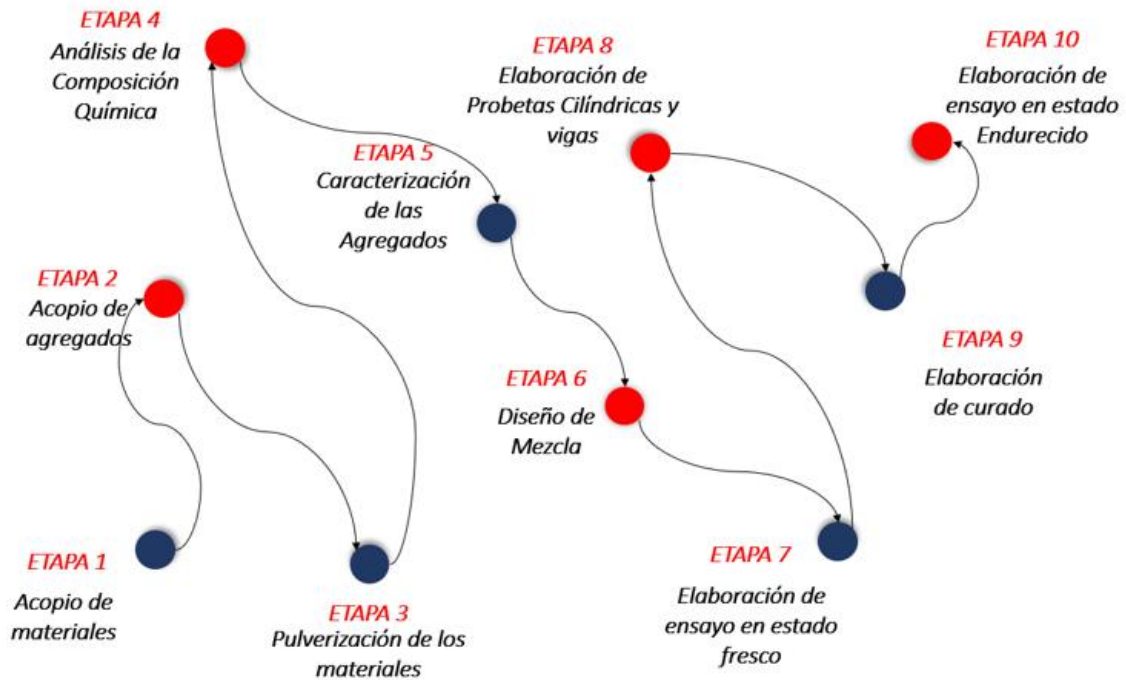 ETAPA 1
Acopio de
materiales
ETAPA 2
Acopio de
agregados
ETAPA 3
Pulverización de los
materiales
ETAPA 4
Análisis de la
Composición
Química
ETAPA 5
Caracterización
de las
Agregados
ETAPA 6
Diseño de
Mezcla
ETAPA 7
Elaboración de
ensayo en estado
fresco
ETAPA 8
Elaboración de
Probetas Cilíndricas y
vigas
ETAPA 9
Elaboración
de curado
ETAPA 10
Elaboración de
ensayo en estado
Endurecido